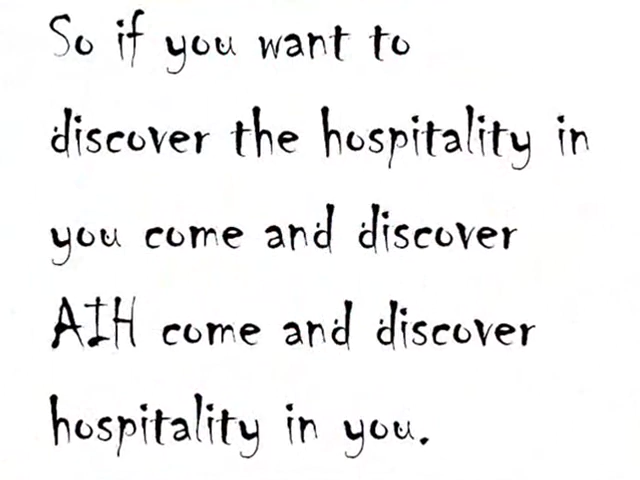 So if you want to
discover the hospitality in
you come and discover
AIH come and discover
hospitality in you.